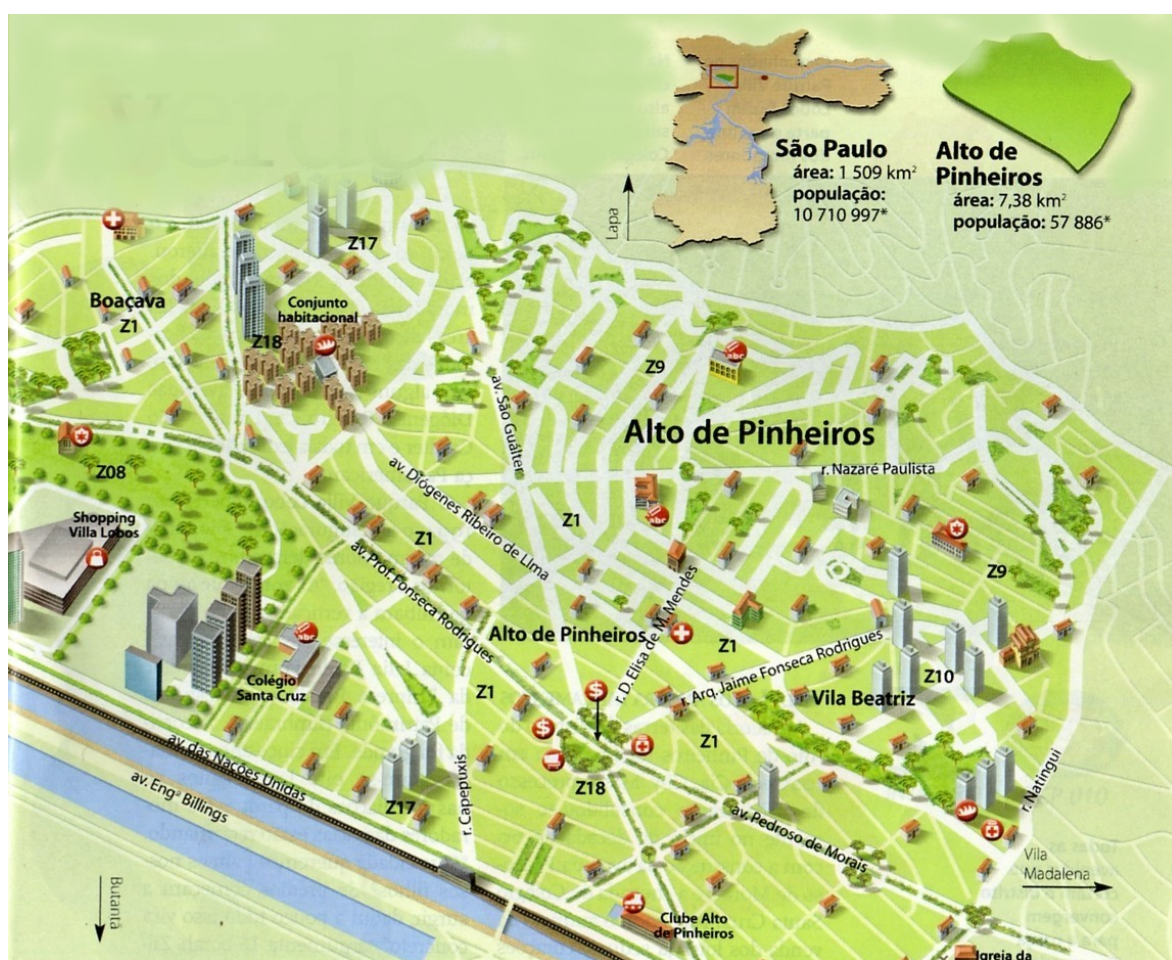 São Paulo
área: 1 509 km²
população:
10 710 997*
Alto de
Pinheiros
área: 7,38 km²
população: 57 886*
Lapa
Z17
Boaçava
Z1
Conjunto
habitacional
Z18
Z9
abc
av. São Guálter
Alto de Pinheiros
r. Nazaré Paulista
Z08
av. Diógenes Ribeiro de Lima
Shopping
Villa Lobos
Z1
abc
Z1
av. Prof. Fonseca Rodrigues
Z9
r. D. Elisa de M. Mendes
abc
Alto de Pinheiros
Z1
r. Arq. Jaime Fonseca Rodrigues
Z10
Colégio
Santa Cruz
Z1
$
Vila Beatriz
$
Z1
av. das Nações Unidas
av. Engª Billings
Z17
r. Capepuxis
Z18
av. Pedroso de Morais
r. Natingui
Vila
Madalena
Butantã
Clube Alto
de Pinheiros
Igreja da